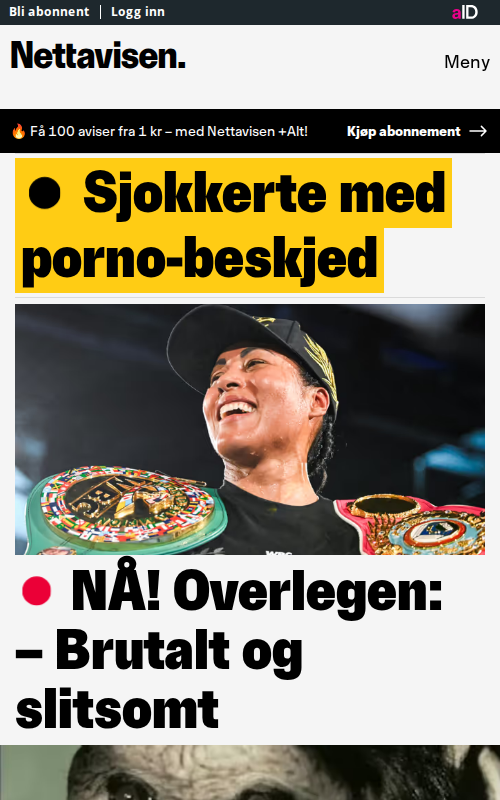 Bli abonnent | Logg inn
aID
Nettavisen.
Meny
🔥 Få 100 aviser fra 1 kr – med Nettavisen +Alt!
Kjøp abonnement →
● Sjokkerte med
porno-beskjed
WBC
● NÅ! Overlegen:
– Brutalt og
slitsomt